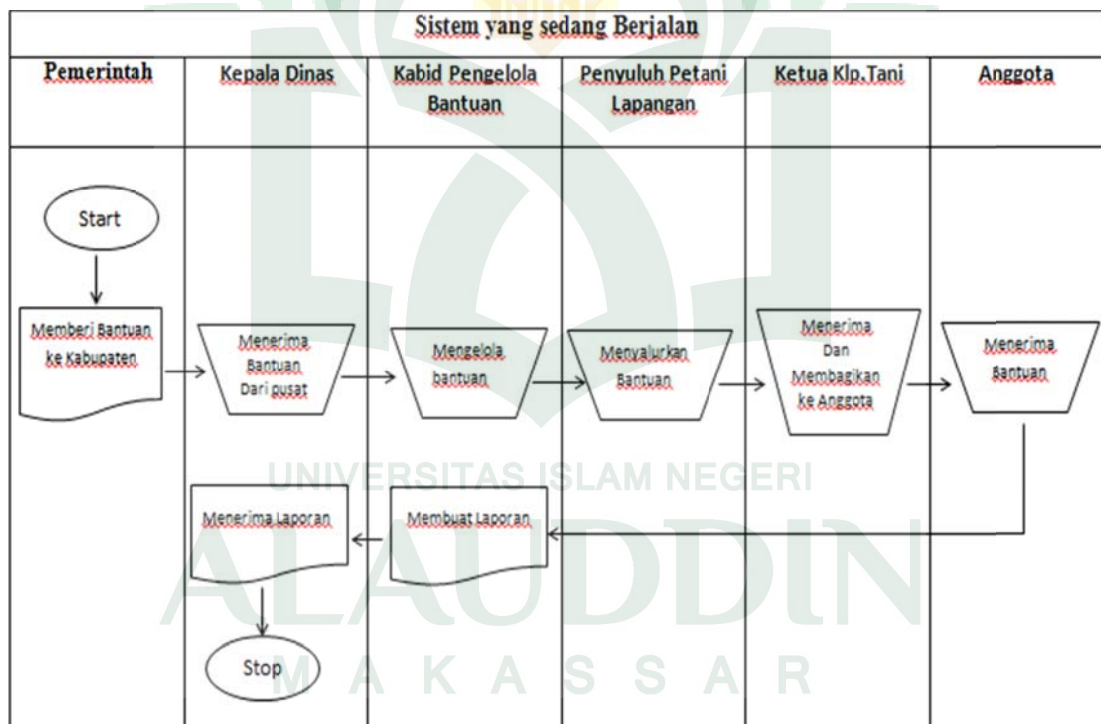 Sistem yang sedang Berjalan
Pemerintah
Kepala Dinas
Kabid Pengelola
Bantuan
Penyuluh Petani
Lapangan
Ketua Klp.Tani
Anggota
Start
Memberi Bantuan
ke Kabupaten
Menerima
Bantuan
Dari pusat
Mengelola
bantuan
Menyalurkan
Bantuan
Menerima
Dan
Membagikan
ke Anggota
Menerima
Bantuan
UNIVERSITAS ISLAM NEGERI
Menerima Laporan
Membuat Laporan
ALAUDDIN
Stop
MAKASSAR